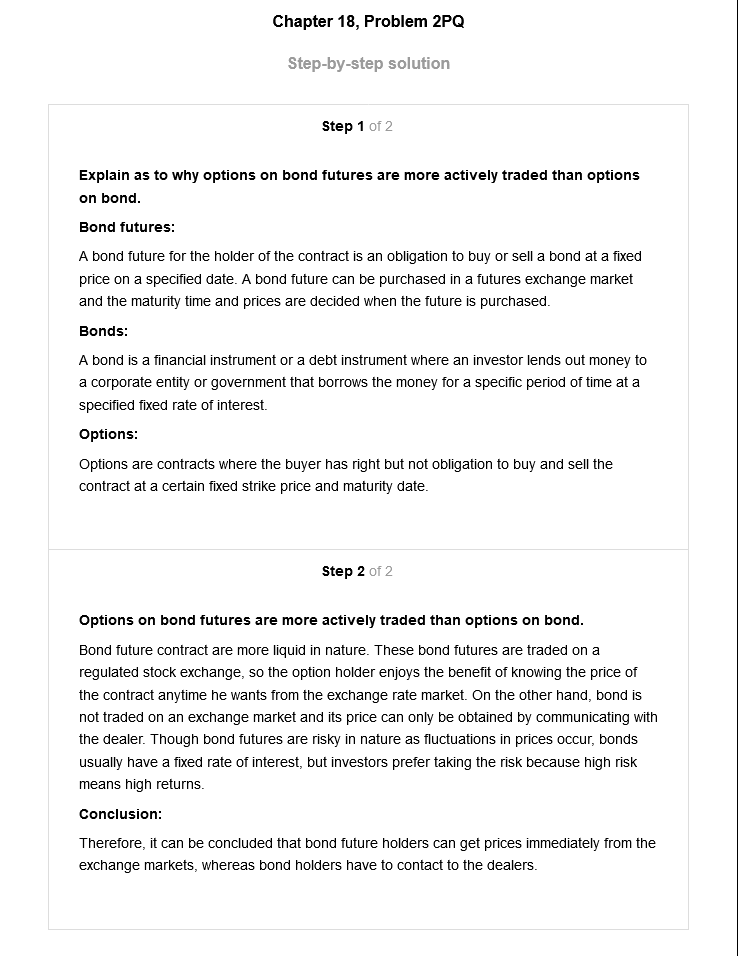 Chapter 18, Problem 2PQ
Step-by-step solution
Step 1 of 2
Explain as to why options on bond futures are more actively traded than options
on bond.
Bond futures:
A bond future for the holder of the contract is an obligation to buy or sell a bond at a fixed
price on a specified date. A bond future can be purchased in a futures exchange market
and the maturity time and prices are decided when the future is purchased.
Bonds:
A bond is a financial instrument or a debt instrument where an investor lends out money to
a corporate entity or government that borrows the money for a specific period of time at a
specified fixed rate of interest.
Options:
Options are contracts where the buyer has right but not obligation to buy and sell the
contract at a certain fixed strike price and maturity date.
Step 2 of 2
Options on bond futures are more actively traded than options on bond.
Bond future contract are more liquid in nature. These bond futures are traded on a
regulated stock exchange, so the option holder enjoys the benefit of knowing the price of
the contract anytime he wants from the exchange rate market. On the other hand, bond is
not traded on an exchange market and its price can only be obtained by communicating with
the dealer. Though bond futures are risky in nature as fluctuations in prices occur, bonds
usually have a fixed rate of interest, but investors prefer taking the risk because high risk
means high returns.
Conclusion:
Therefore, it can be concluded that bond future holders can get prices immediately from the
exchange markets, whereas bond holders have to contact to the dealers.